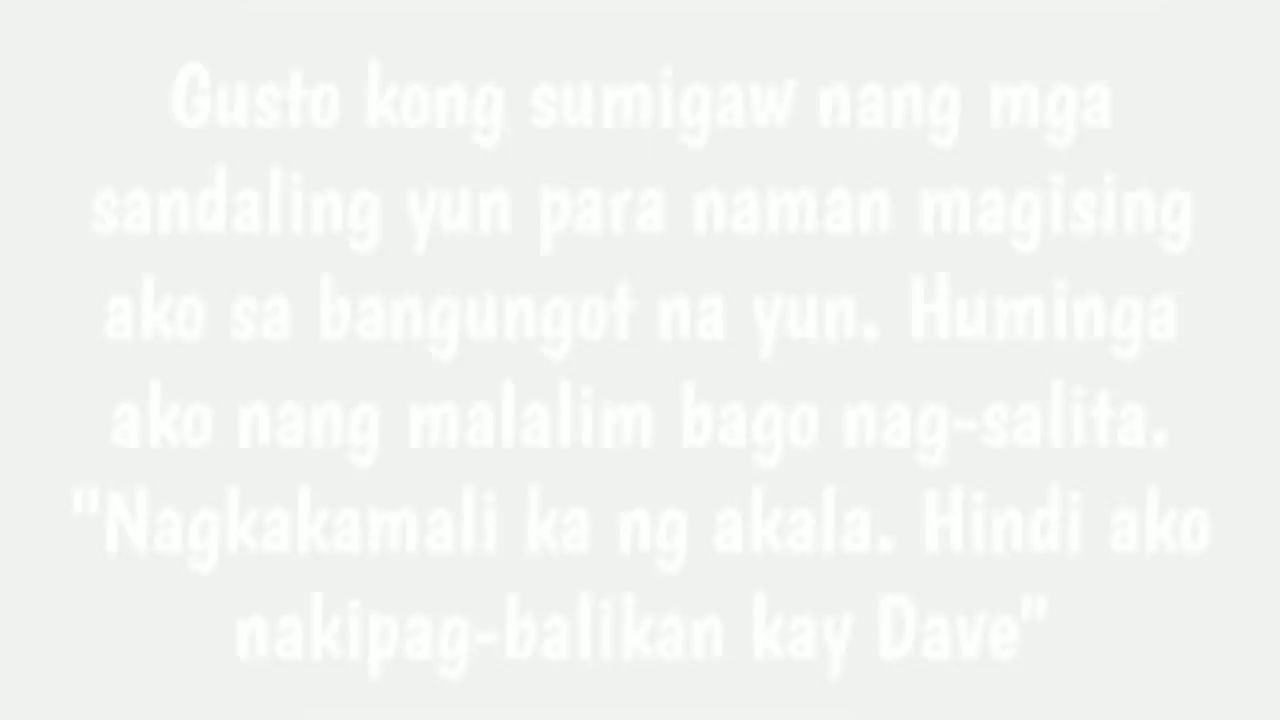 Gusto kong sumigaw nang mga
sandaling yun para naman magising
ako sa bangungot na yun. Huminga
ako nang malalim bago nag-salita.
"Nagkakamali ka ng akala. Hindi ako
nakipag-balikan kay Dave"